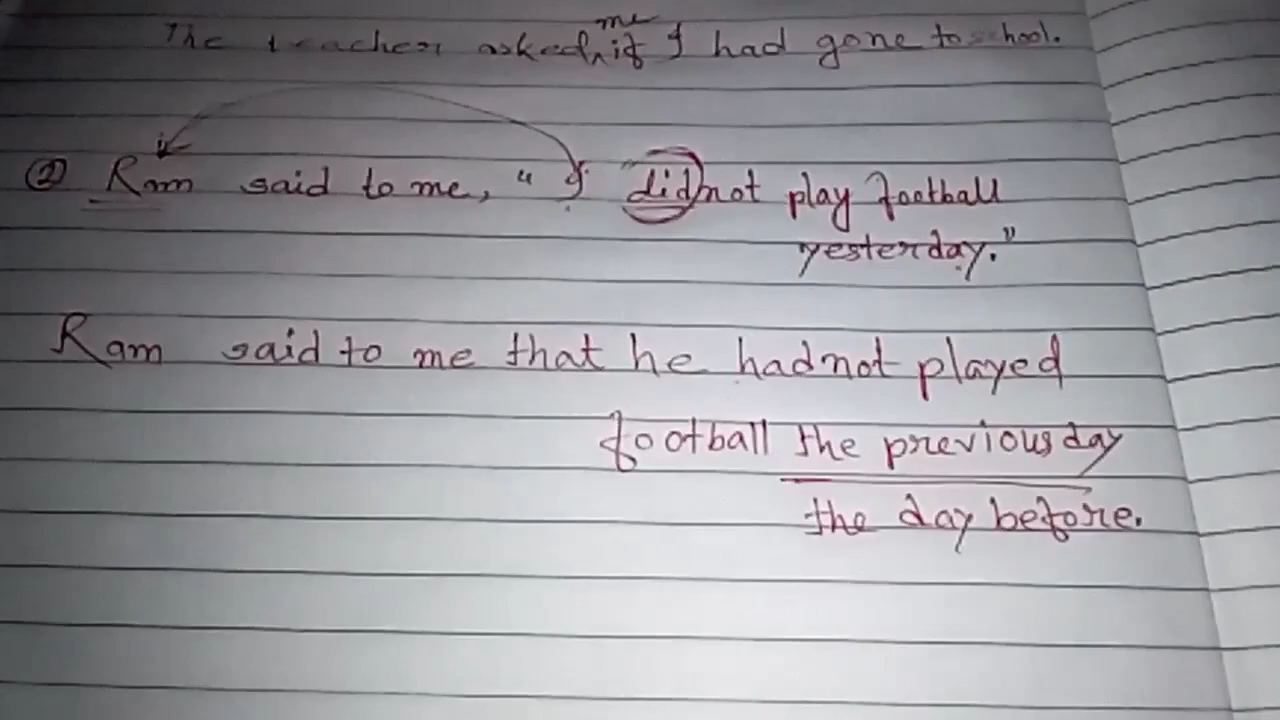 The teacher asked me if I had gone to school.
② Ram said to me, "I did not play football
yesterday."
Ram said to me that he had not played
football the previous day
the day before.